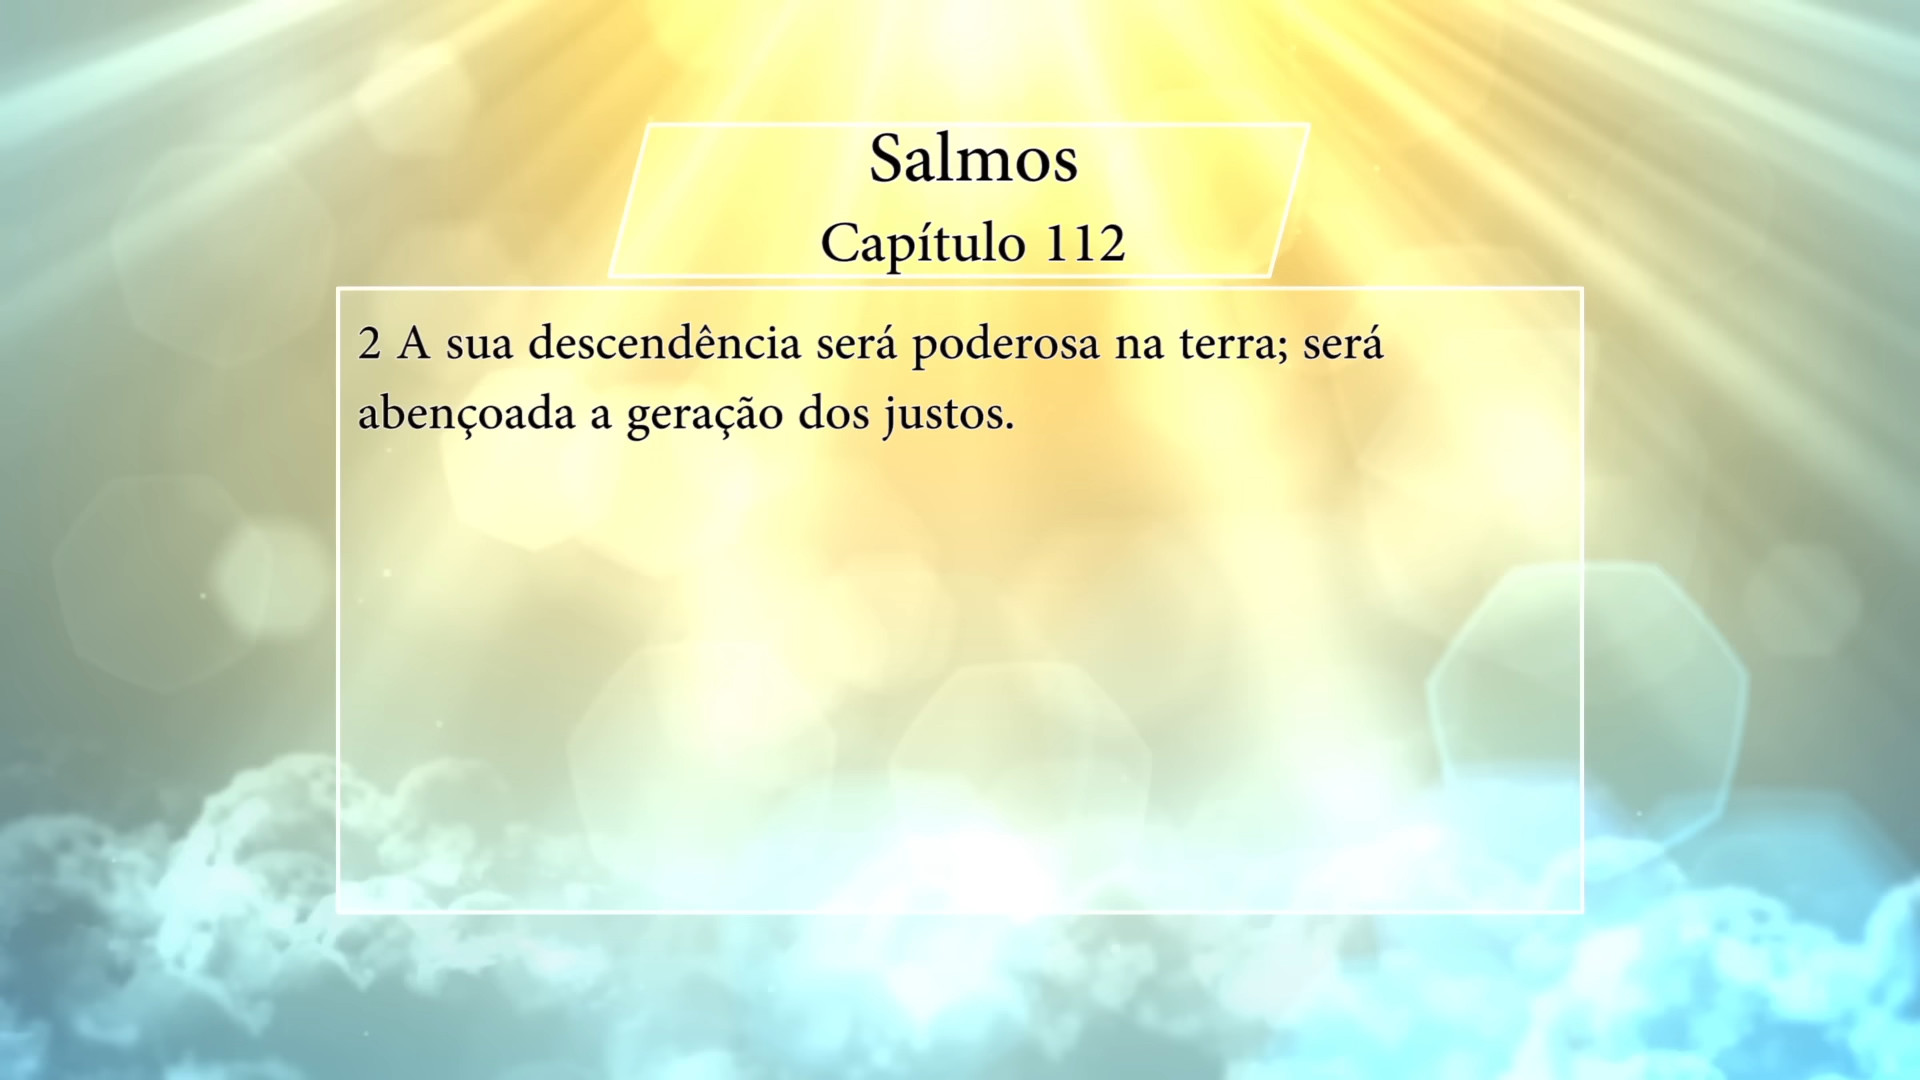 Salmos
Capítulo 112
2 A sua descendência será poderosa na terra; será
abençoada a geração dos justos.